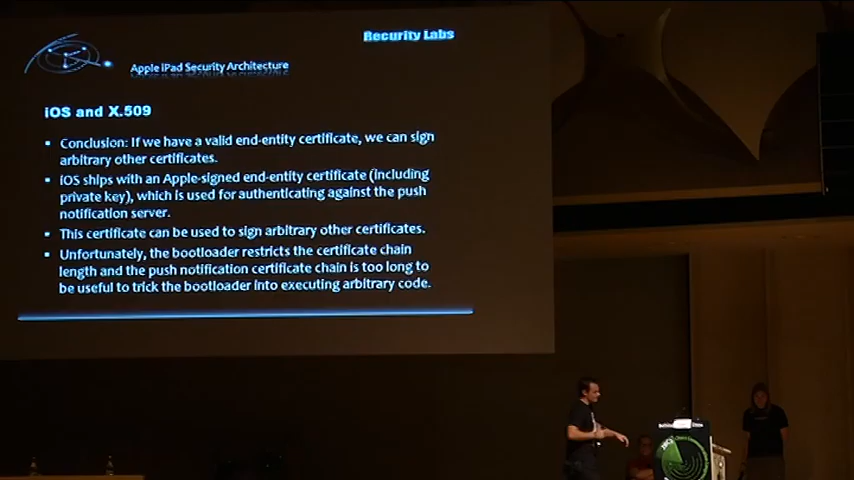 Recurity Labs
Apple iPad Security Architecture
iOS and X.509
Conclusion: If we have a valid end-entity certificate, we can sign
arbitrary other certificates.
iOS ships with an Apple-signed end-entity certificate (including
private key), which is used for authenticating against the push
notification server.
This certificate can be used to sign arbitrary other certificates.
Unfortunately, the bootloader restricts the certificate chain
length and the push notification certificate chain is too long to
be useful to trick the bootloader into executing arbitrary code.